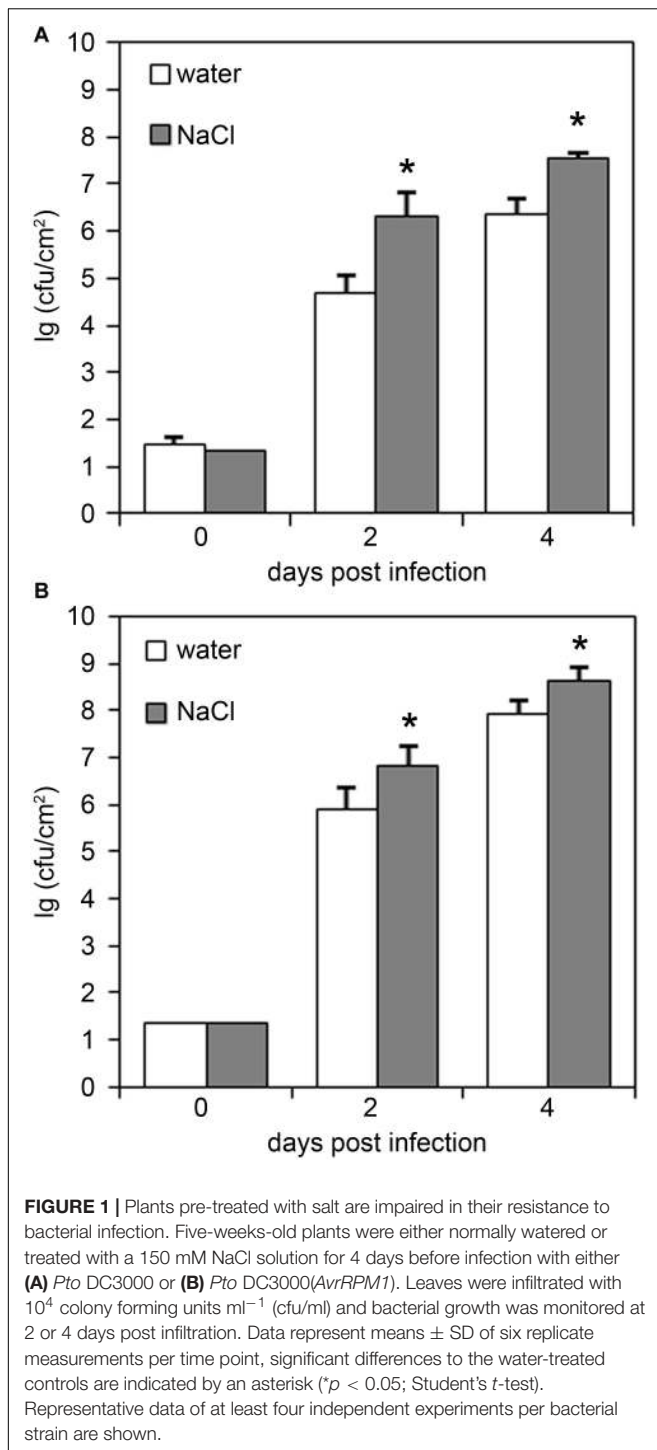 A
10
9
8
7
6
5
4
3
2
1
0
lg (cfu/cm²)
water
NaCl
*
*
0 2 4
days post infection
B
10
9
8
7
6
5
4
3
2
1
0
lg (cfu/cm²)
water
NaCl
*
*
0 2 4
days post infection
FIGURE 1 | Plants pre-treated with salt are impaired in their resistance to
bacterial infection. Five-weeks-old plants were either normally watered or
treated with a 150 mM NaCl solution for 4 days before infection with either
(A) Pto DC3000 or (B) Pto DC3000(AvrRPM1). Leaves were infiltrated with
10⁴ colony forming units ml⁻¹ (cfu/ml) and bacterial growth was monitored at
2 or 4 days post infiltration. Data represent means ± SD of six replicate
measurements per time point, significant differences to the water-treated
controls are indicated by an asterisk (*p < 0.05; Student's t-test).
Representative data of at least four independent experiments per bacterial
strain are shown.